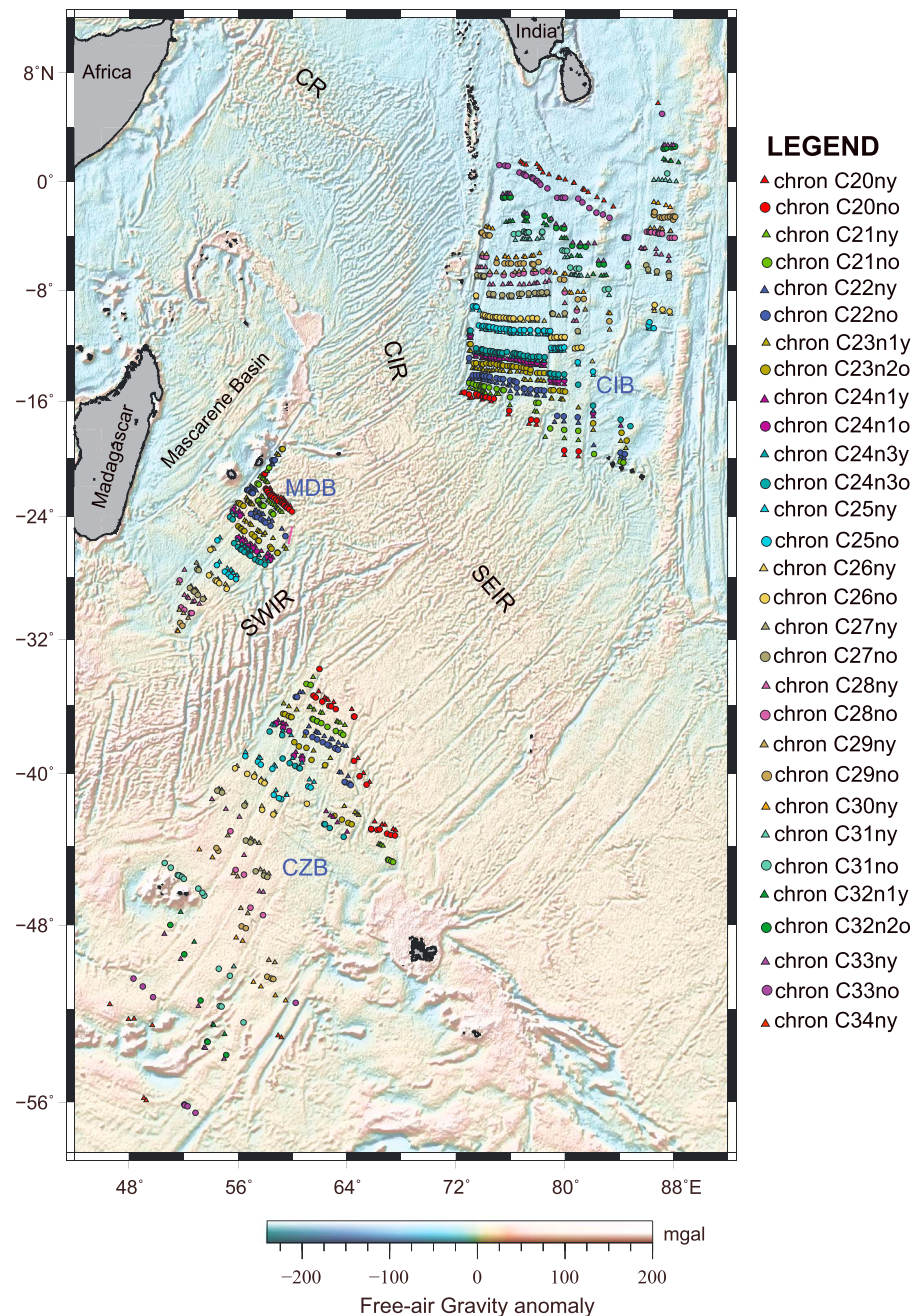 India
Africa
CR
8°N
0°
−8°
−16°
−24°
−32°
−40°
−48°
−56°
CIR
CIB
Mascarene Basin
Madagascar
MDB
SEIR
SWIR
CZB
48°
56°
64°
72°
80°
88°E
LEGEND
chron C20ny
chron C20no
chron C21ny
chron C21no
chron C22ny
chron C22no
chron C23n1y
chron C23n2o
chron C24n1y
chron C24n1o
chron C24n3y
chron C24n3o
chron C25ny
chron C25no
chron C26ny
chron C26no
chron C27ny
chron C27no
chron C28ny
chron C28no
chron C29ny
chron C29no
chron C30ny
chron C31ny
chron C31no
chron C32n1y
chron C32n2o
chron C33ny
chron C33no
chron C34ny
mgal
−200 −100 0 100 200
Free-air Gravity anomaly